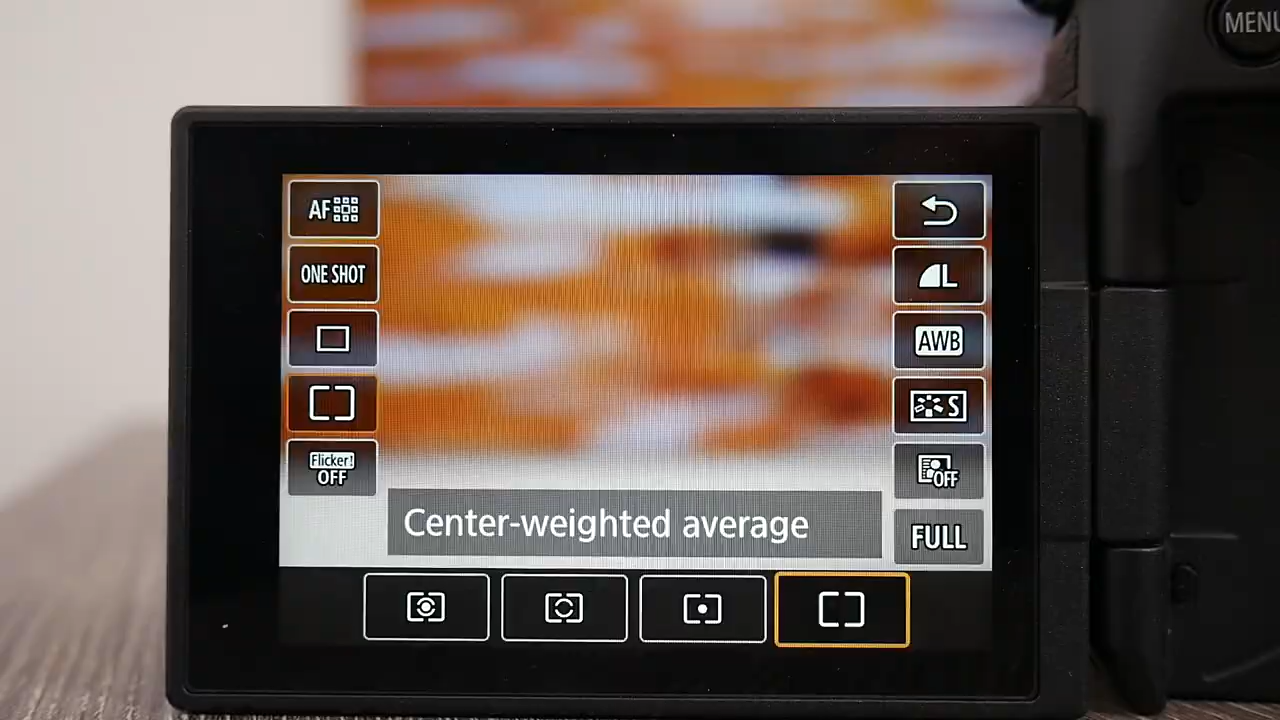 MENU
AF
ONE SHOT
L
AWB
S
Flicker!
OFF
OFF
FULL
Center-weighted average